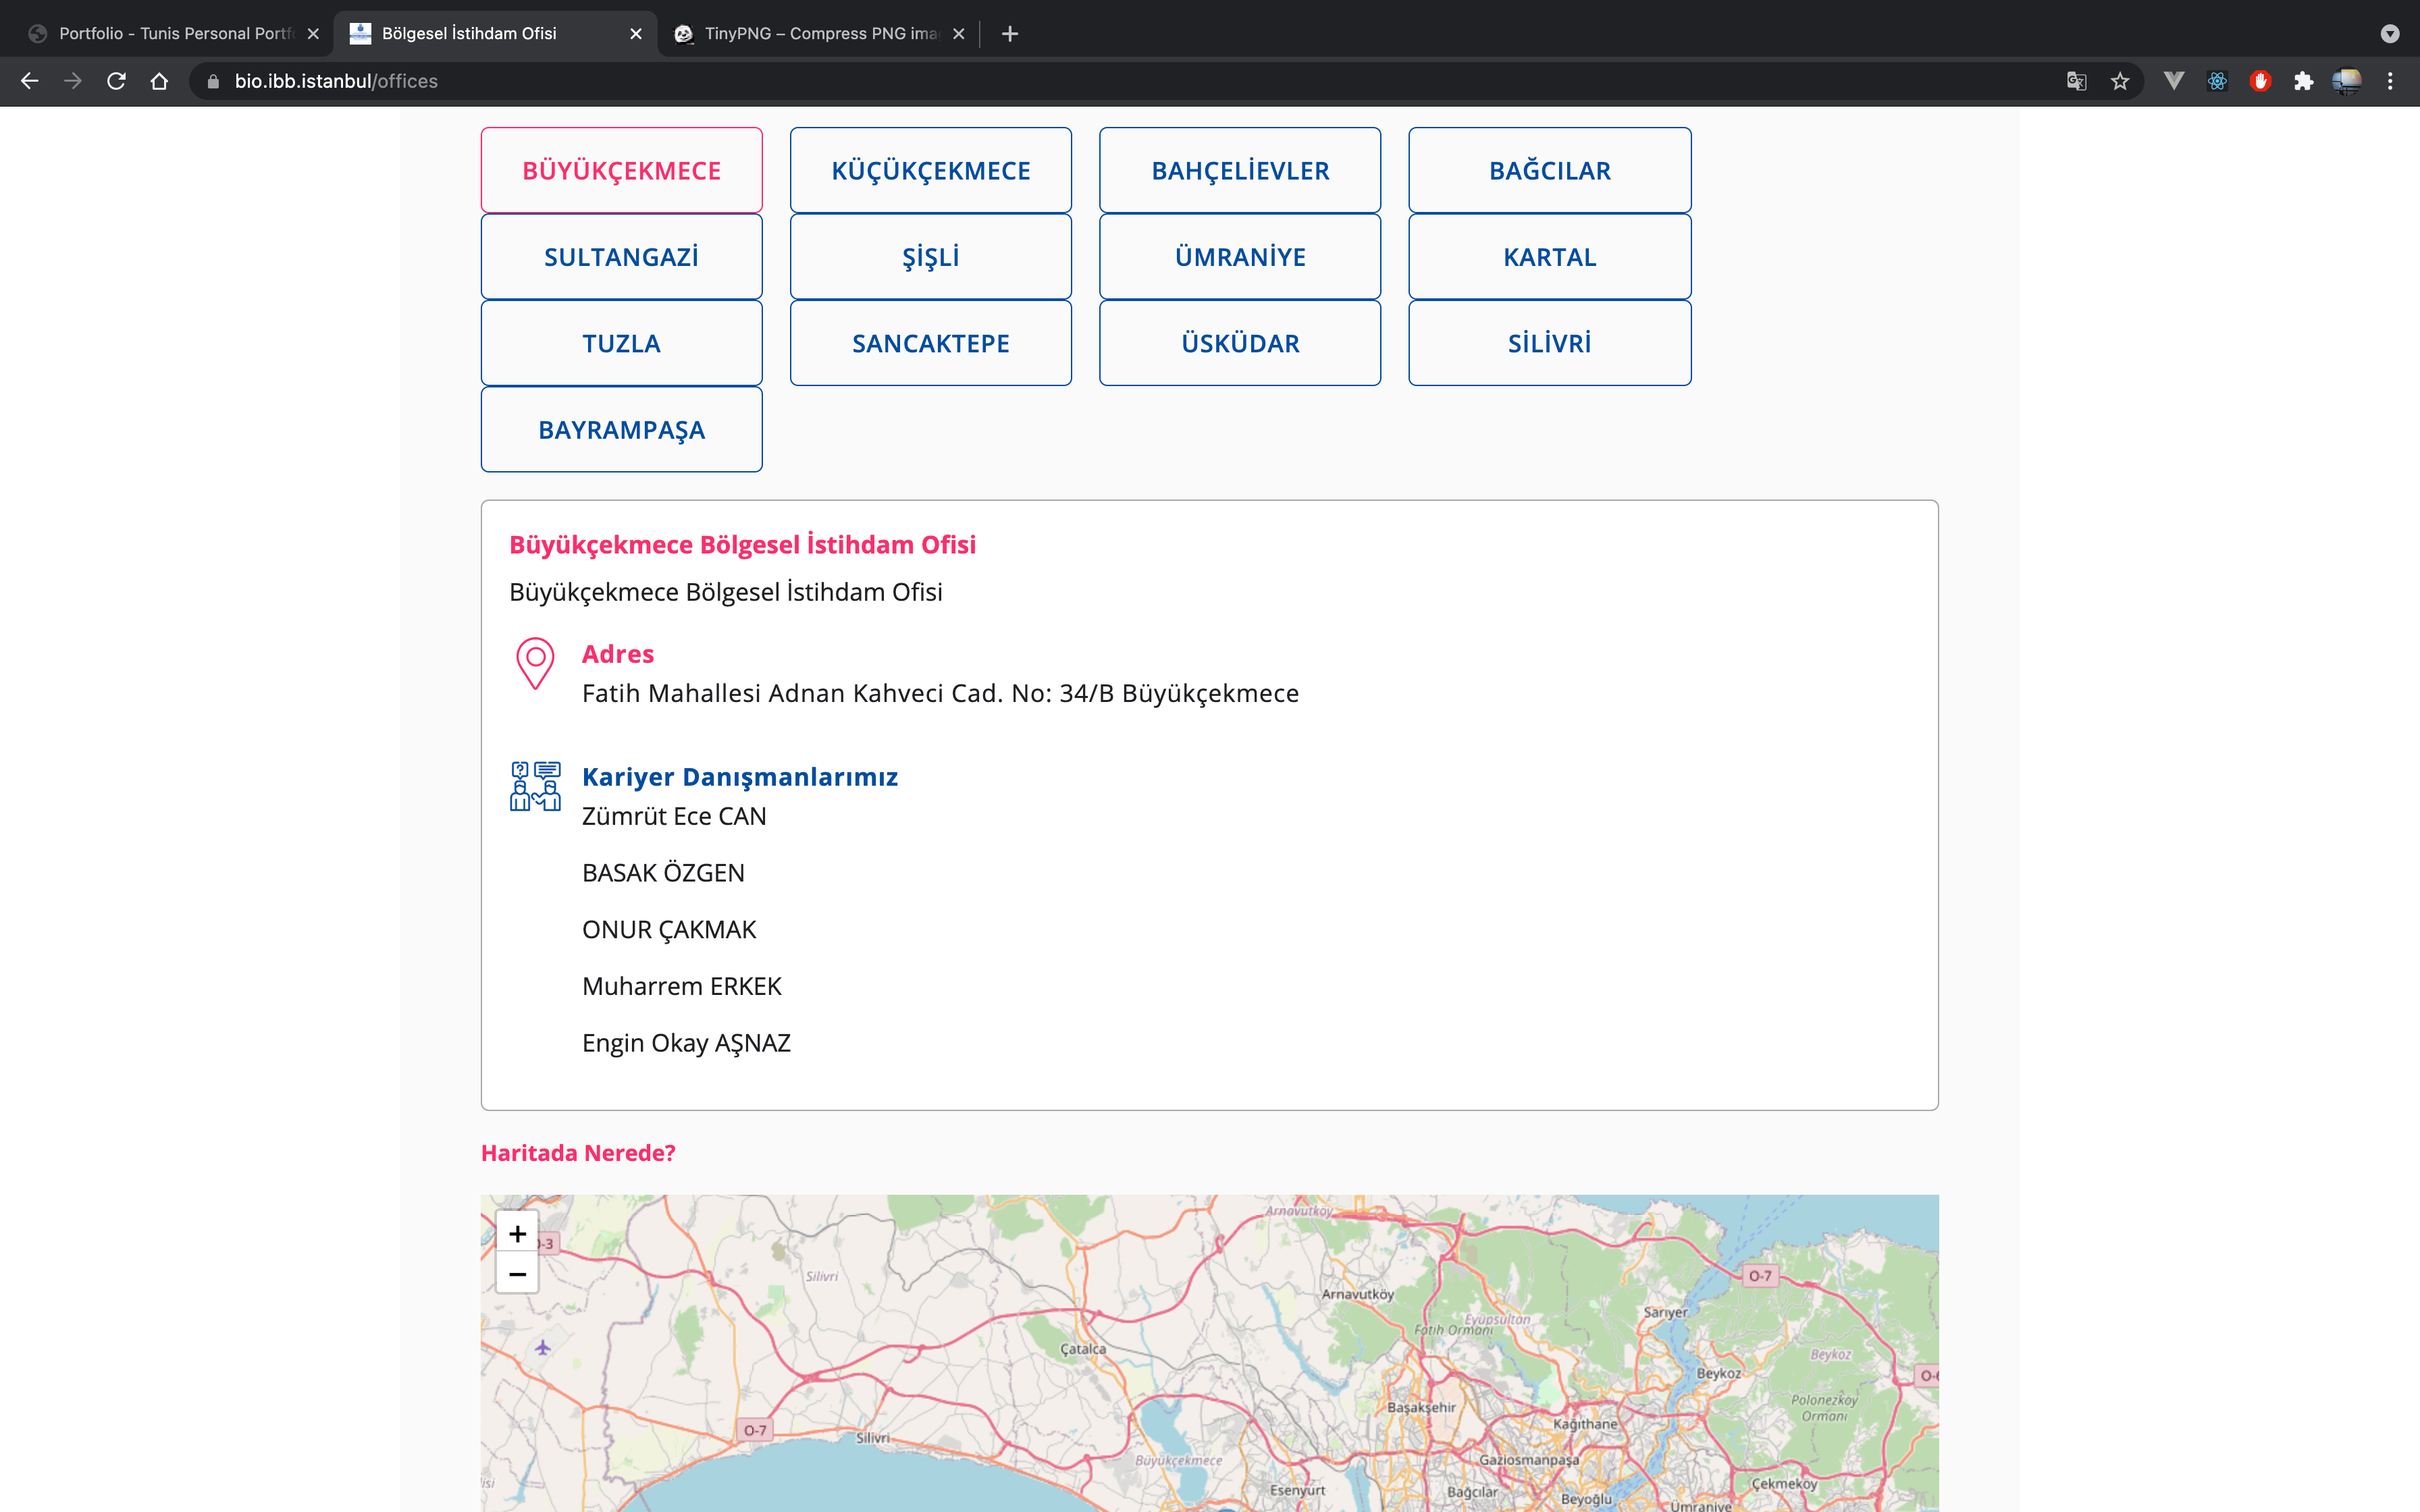 Portfolio - Tunis Personal Portf
Bölgesel İstihdam Ofisi
TinyPNG – Compress PNG ima
bio.ibb.istanbul/offices
BÜYÜKÇEKMECE
KÜÇÜKÇEKMECE
BAHÇELİEVLER
BAĞCILAR
SULTANGAZİ
ŞİŞLİ
ÜMRANİYE
KARTAL
TUZLA
SANCAKTEPE
ÜSKÜDAR
SİLİVRİ
BAYRAMPAŞA
Büyükçekmece Bölgesel İstihdam Ofisi
Büyükçekmece Bölgesel İstihdam Ofisi
Adres
Fatih Mahallesi Adnan Kahveci Cad. No: 34/B Büyükçekmece
Kariyer Danışmanlarımız
Zümrüt Ece CAN
BASAK ÖZGEN
ONUR ÇAKMAK
Muharrem ERKEK
Engin Okay AŞNAZ
Haritada Nerede?
+
−
O-3
Arnavutköy
Silivri
O-7
Arnavutköy
Sarıyer
Eyüpsultan
Fatih Ormanı
Çatalca
Beykoz
Beykoz
O-6
Polonezköy
Ormanı
Başakşehir
Kağıthane
O-7
Silivri
Büyükçekmece
Gaziosmanpaşa
Çekmeköy
Esenyurt
Bağcılar
Beyoğlu
Ümraniye